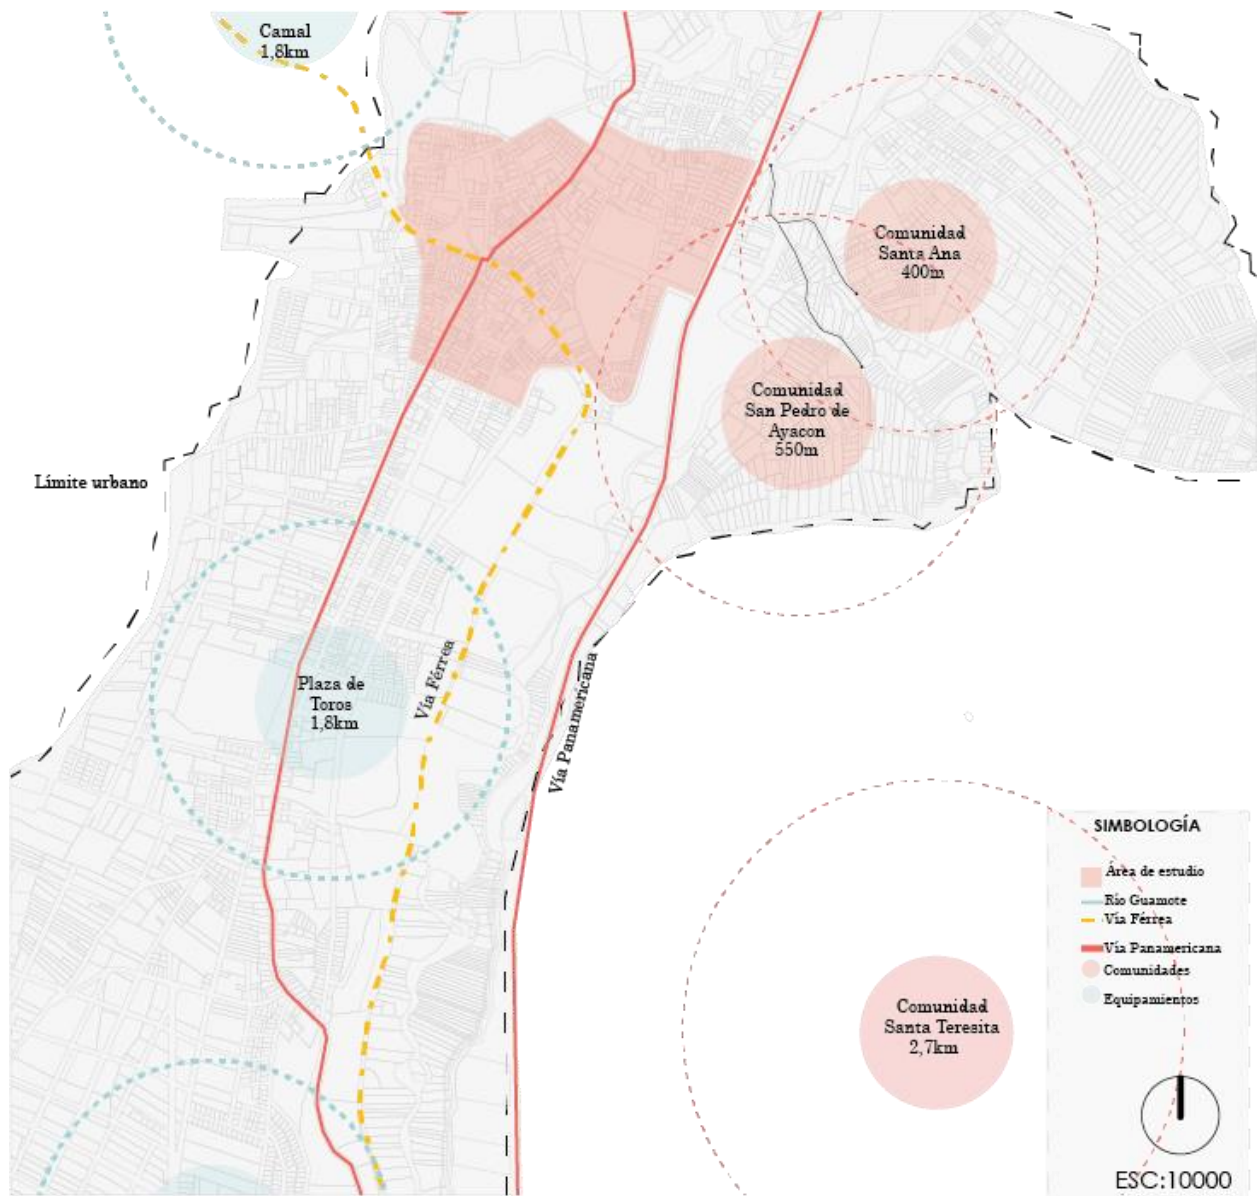 Camal
1,8km
Comunidad
Santa Ana
400m
Comunidad
San Pedro de
Ayacon
550m
Límite urbano
Plaza de
Toros
1,8km
Vía Férrea
Vía Panamericana
Comunidad
Santa Teresita
2,7km
SIMBOLOGÍA
Área de estudio
Río Guamote
Vía Férrea
Vía Panamericana
Comunidades
Equipamientos
ESC:10000